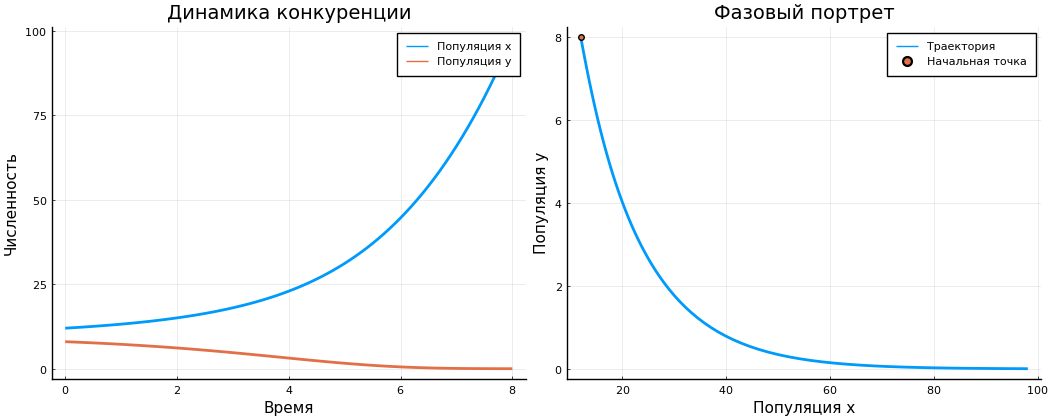 Динамика конкуренции
100
75
50
25
0
0
2
4
6
8
Численность
Время
Популяция x
Популяция y
Фазовый портрет
8
6
4
2
0
20
40
60
80
100
Популяция y
Популяция x
Траектория
Начальная точка